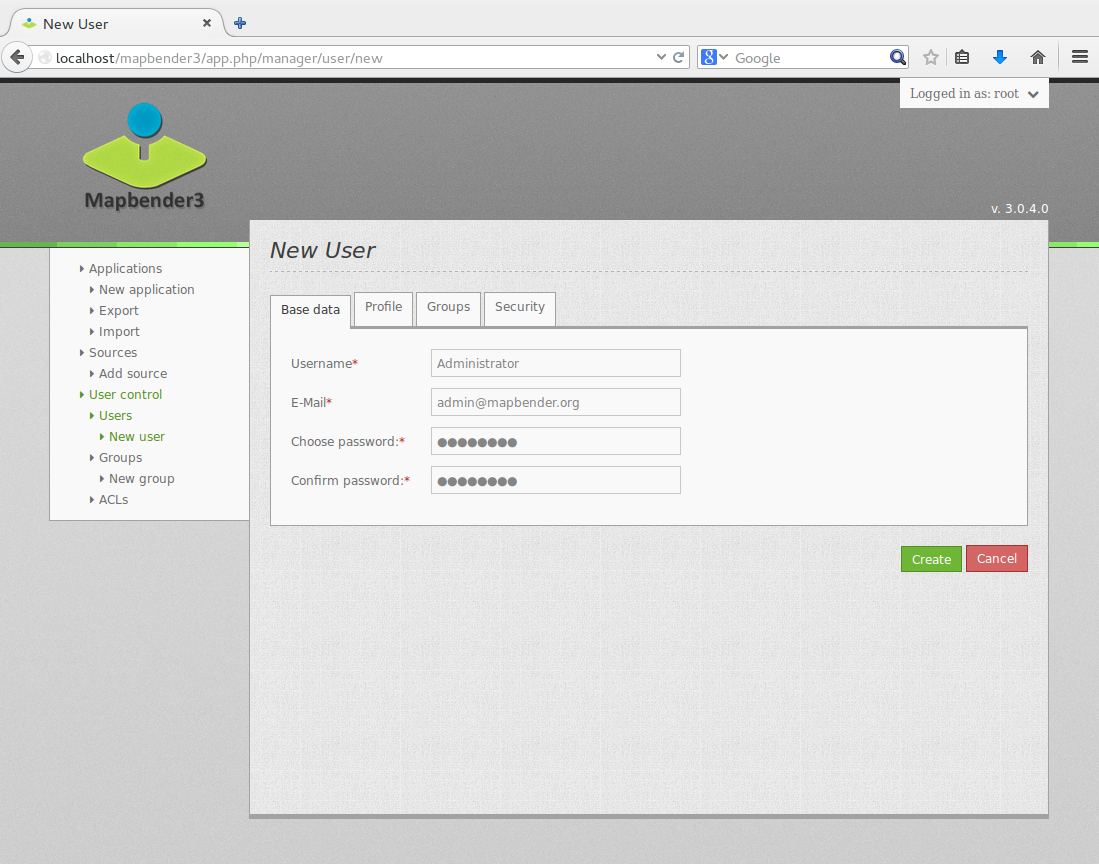 New User
localhost/mapbender3/app.php/manager/user/new
Google
Logged in as: root
Mapbender3
v. 3.0.4.0
Applications
New application
Export
Import
Sources
Add source
User control
Users
New user
Groups
New group
ACLs
New User
Base data Profile Groups Security
Username* Administrator
E-Mail* admin@mapbender.org
Choose password:* ●●●●●●●●
Confirm password:* ●●●●●●●●
Create Cancel